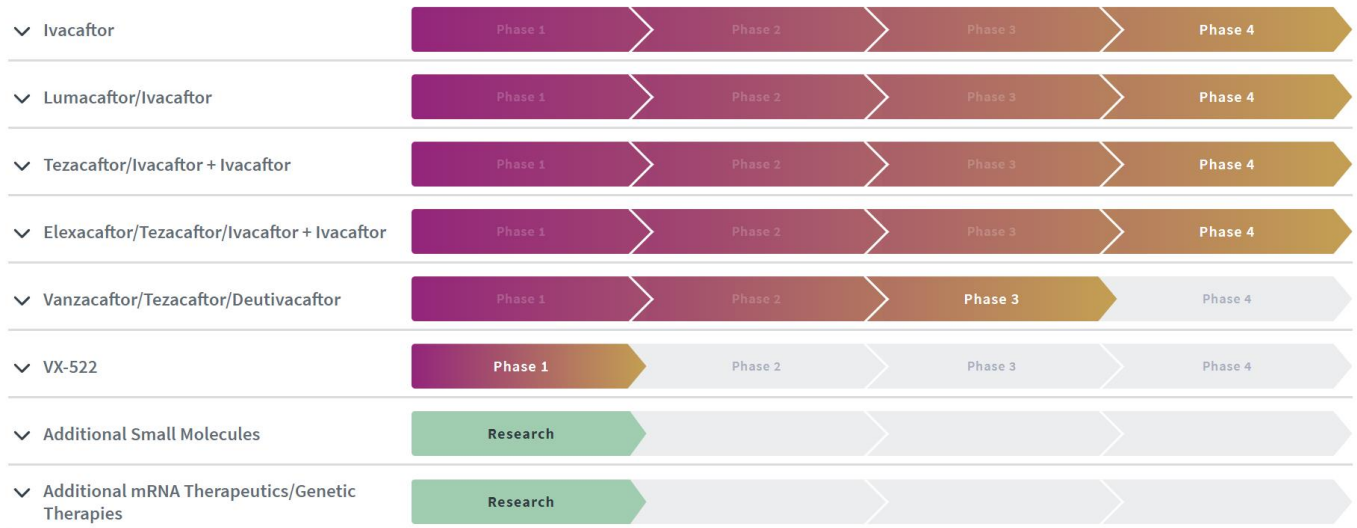 Ivacaftor
Phase 1 Phase 2 Phase 3 Phase 4
Lumacaftor/Ivacaftor
Phase 1 Phase 2 Phase 3 Phase 4
Tezacaftor/Ivacaftor + Ivacaftor
Phase 1 Phase 2 Phase 3 Phase 4
Elexacaftor/Tezacaftor/Ivacaftor + Ivacaftor
Phase 1 Phase 2 Phase 3 Phase 4
Vanzacaftor/Tezacaftor/Deutivacaftor
Phase 1 Phase 2 Phase 3 Phase 4
VX-522
Phase 1 Phase 2 Phase 3 Phase 4
Additional Small Molecules
Research
Additional mRNA Therapeutics/Genetic
Therapies
Research